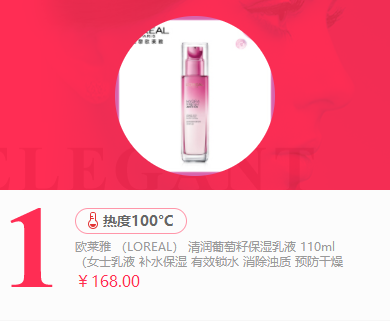 OREAL
PARIS
ELEGANT
1
热度100°C
欧莱雅 （LOREAL） 清润葡萄籽保湿乳液 110ml
（女士乳液 补水保湿 有效锁水 消除浊质 预防干燥
￥168.00